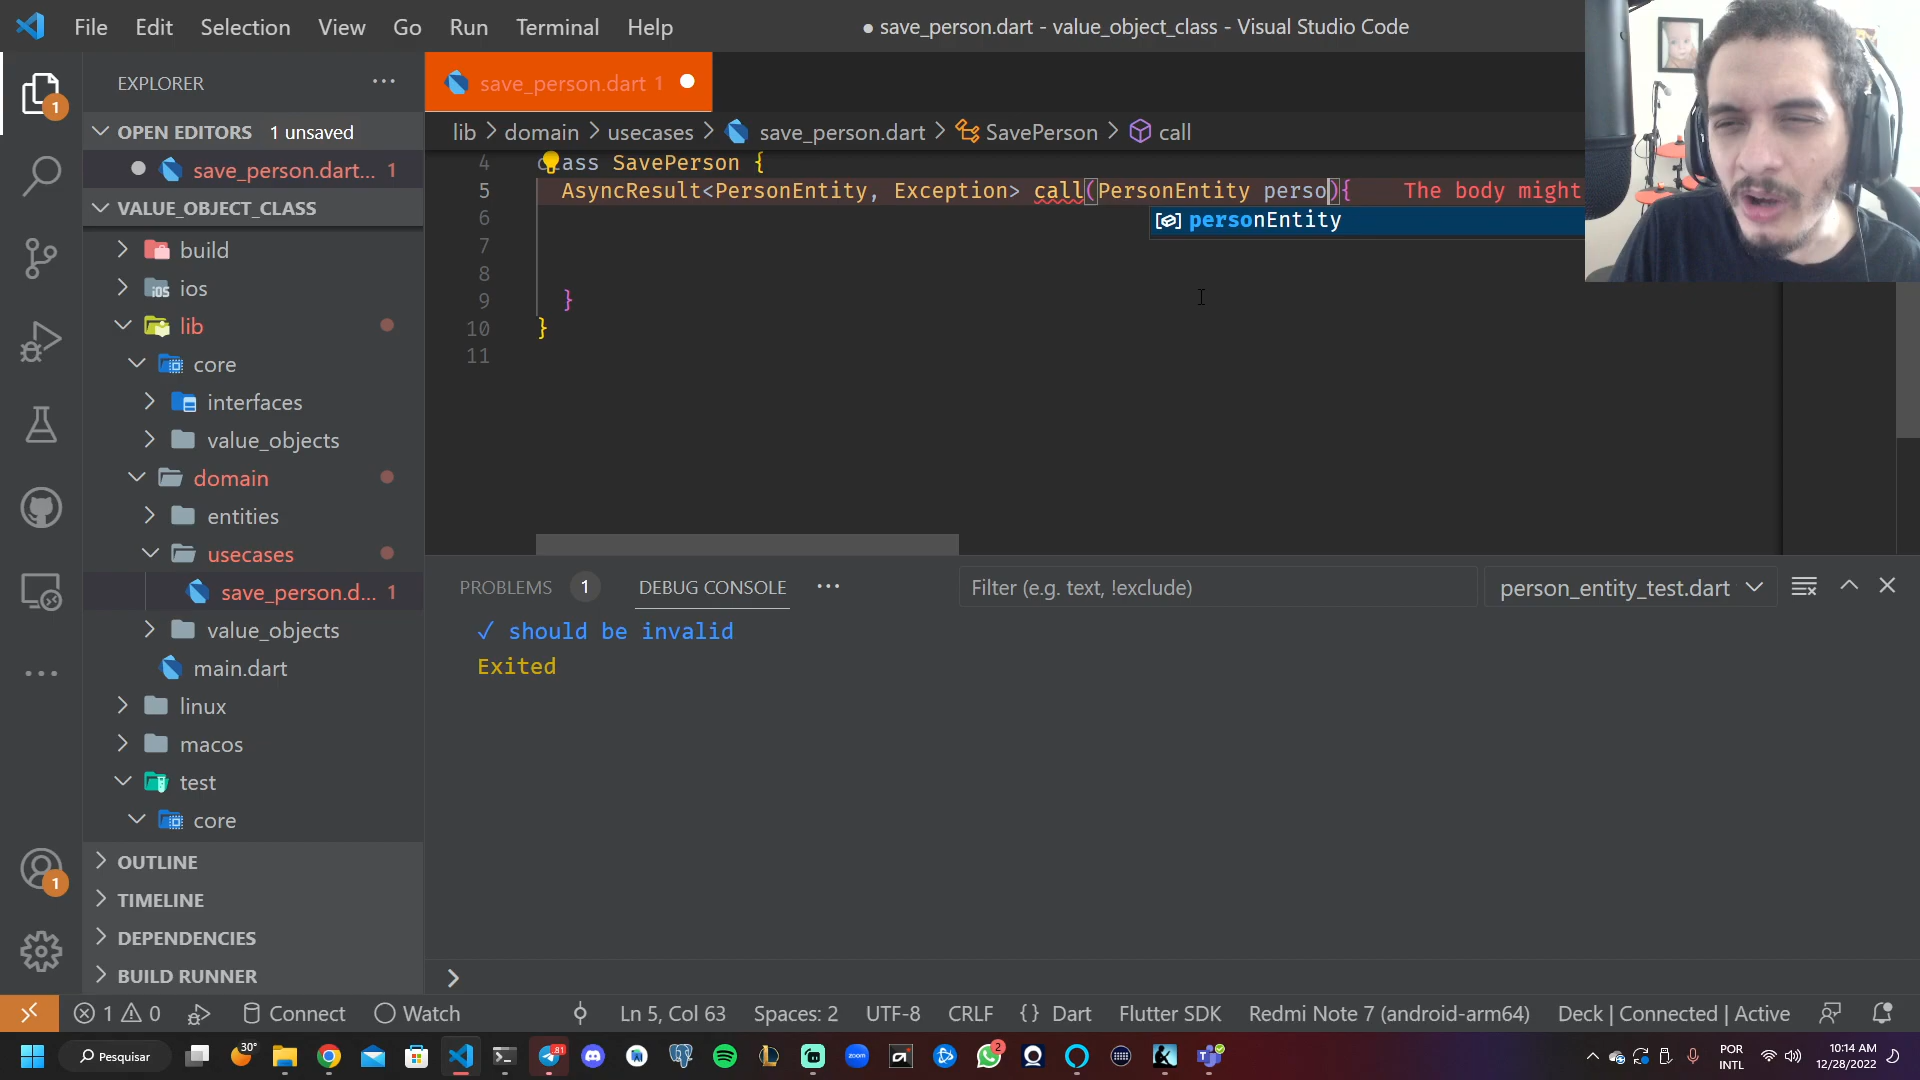 File Edit Selection View Go Run Terminal Help
● save_person.dart - value_object_class - Visual Studio Code
EXPLORER
save_person.dart 1
OPEN EDITORS 1 unsaved
save_person.dart... 1
lib > domain > usecases > save_person.dart > SavePerson > call
VALUE_OBJECT_CLASS
build
ios
lib
core
interfaces
value_objects
domain
entities
usecases
save_person.d... 1
value_objects
main.dart
linux
macos
test
core
OUTLINE
TIMELINE
DEPENDENCIES
BUILD RUNNER
4 class SavePerson {
5 AsyncResult<PersonEntity, Exception> call(PersonEntity perso){ The body might
6
personEntity
7
8
9 }
10 }
11
PROBLEMS 1 DEBUG CONSOLE
Filter (e.g. text, !exclude)
person_entity_test.dart
✓ should be invalid
Exited
1 0 Connect Watch Ln 5, Col 63 Spaces: 2 UTF-8 CRLF {} Dart Flutter SDK Redmi Note 7 (android-arm64) Deck | Connected | Active
Pesquisar
30°
zoom
2
POR
INTL
10:14 AM
12/28/2022